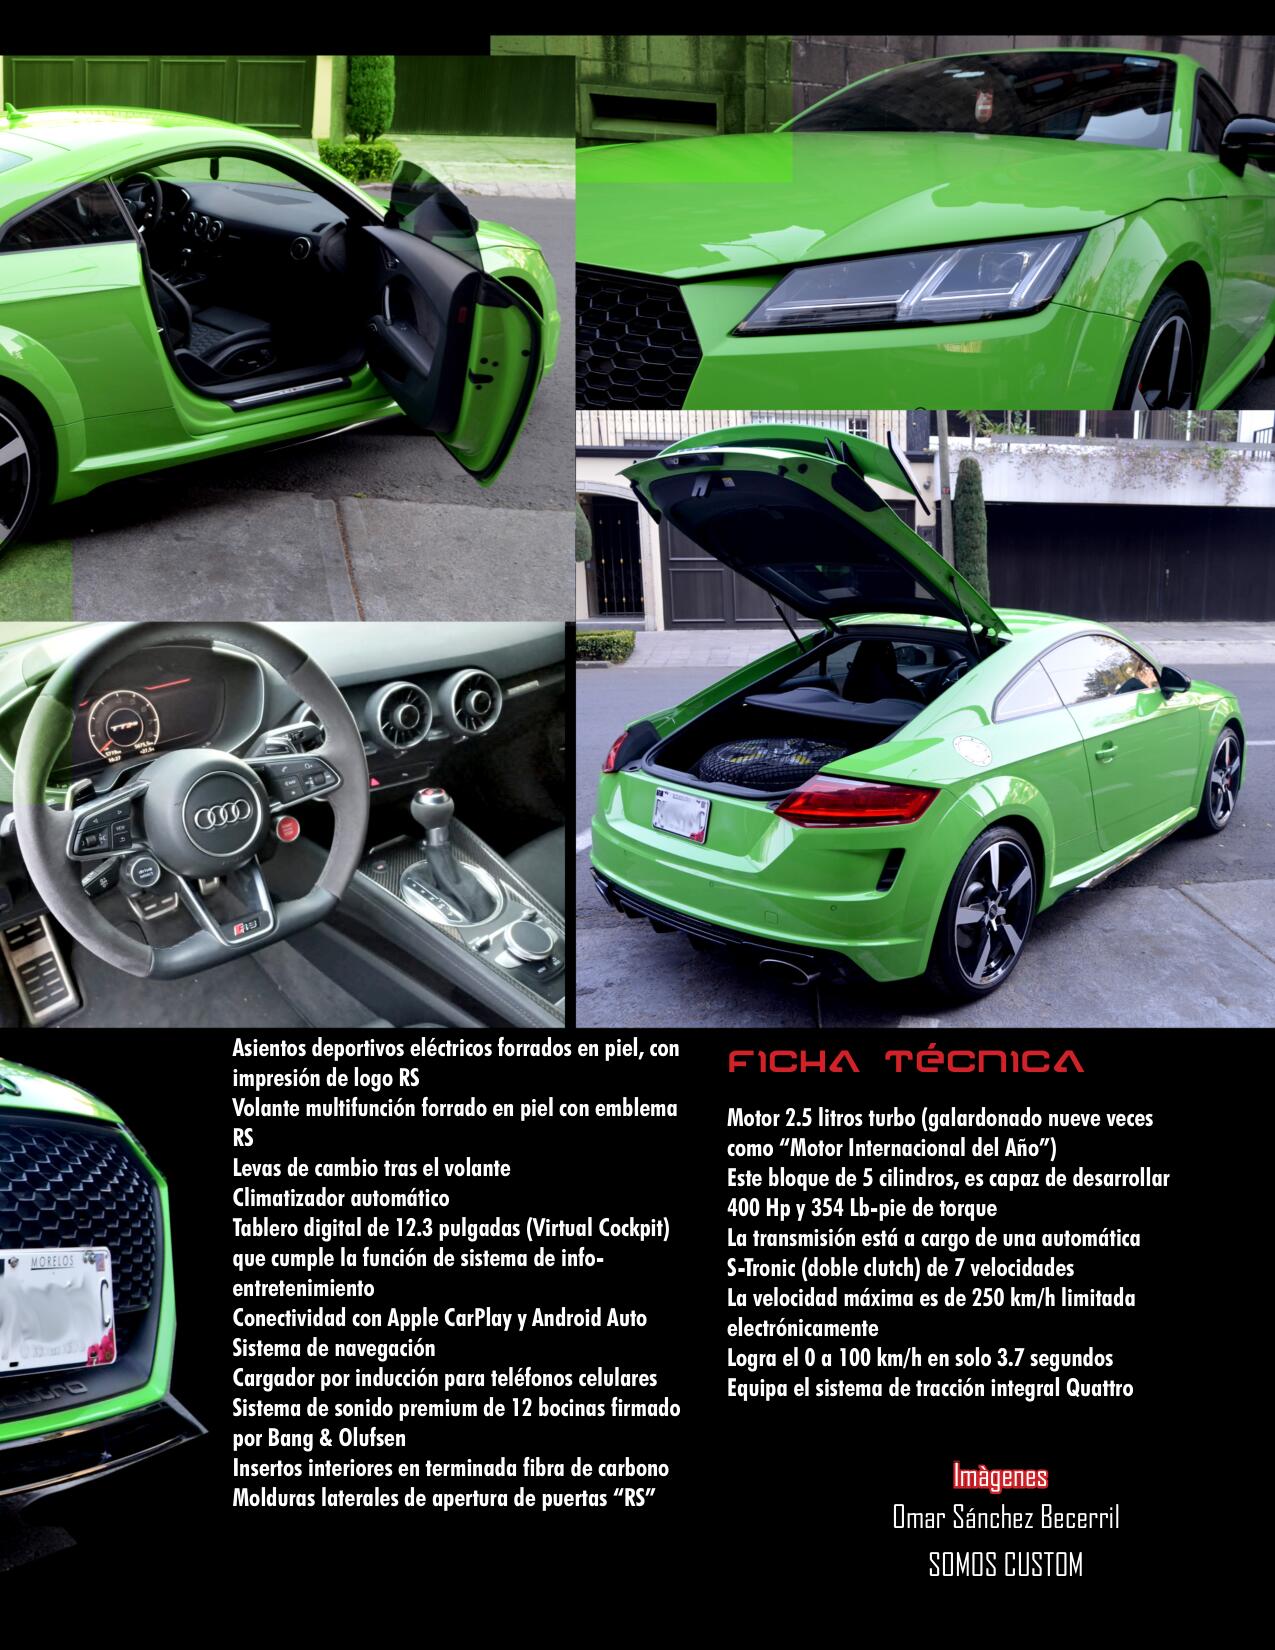 Asientos deportivos eléctricos forrados en piel, con
impresión de logo RS
Volante multifunción forrado en piel con emblema
RS
Levas de cambio tras el volante
Climatizador automático
Tablero digital de 12.3 pulgadas (Virtual Cockpit)
que cumple la función de sistema de info-
entretenimiento
Conectividad con Apple CarPlay y Android Auto
Sistema de navegación
Cargador por inducción para teléfonos celulares
Sistema de sonido premium de 12 bocinas firmado
por Bang & Olufsen
Insertos interiores en terminada fibra de carbono
Molduras laterales de apertura de puertas “RS”
FICHA TÉCNICA
Motor 2.5 litros turbo (galardonado nueve veces
como “Motor Internacional del Año”)
Este bloque de 5 cilindros, es capaz de desarrollar
400 Hp y 354 Lb-pie de torque
La transmisión está a cargo de una automática
S-Tronic (doble clutch) de 7 velocidades
La velocidad máxima es de 250 km/h limitada
electrónicamente
Logra el 0 a 100 km/h en solo 3.7 segundos
Equipa el sistema de tracción integral Quattro
Imàgenes
Omar Sánchez Becerril
SOMOS CUSTOM
MORELOS